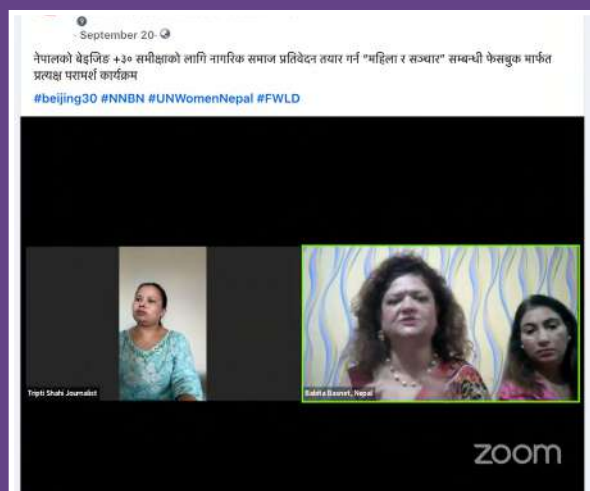 September 20
नेपालको बेइजिङ +३० समीक्षाको लागि नागरिक समाज प्रतिवेदन तयार गर्न "महिला र सञ्चार" सम्बन्धी फेसबुक मार्फत
प्रत्यक्ष परामर्श कार्यक्रम
#beijing30 #NNBN #UNWomenNepal #FWLD
Tripti Shahi Journalist
Babita Basnet, Nepal
zoom